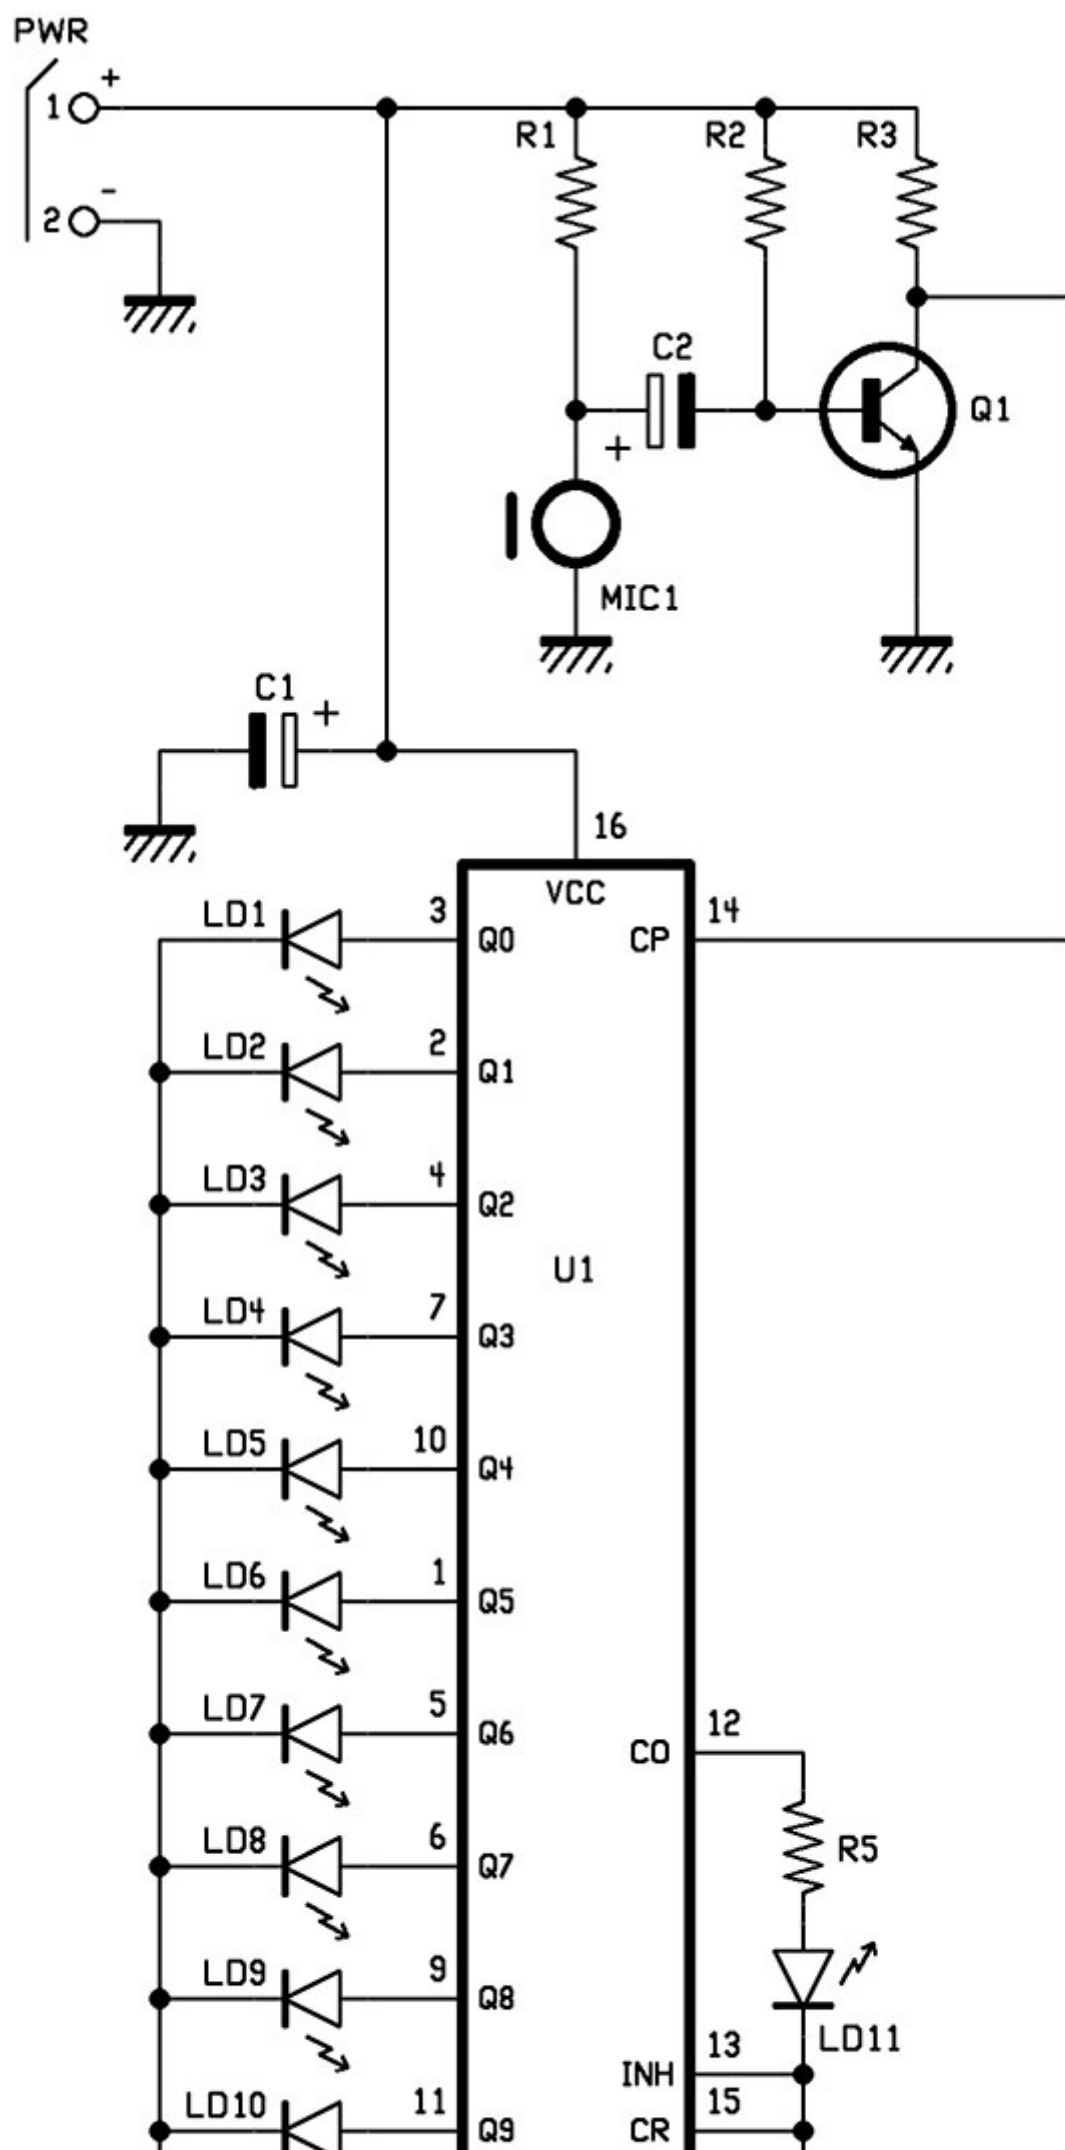 PWR
+
1
-
2
R1
R2
R3
C2
+
Q1
MIC1
C1
+
16
VCC
LD1
3
Q0
CP
14
LD2
2
Q1
LD3
4
Q2
U1
LD4
7
Q3
LD5
10
Q4
LD6
1
Q5
LD7
5
Q6
CO
12
LD8
6
Q7
R5
LD9
9
Q8
LD11
13
INH
LD10
11
Q9
15
CR